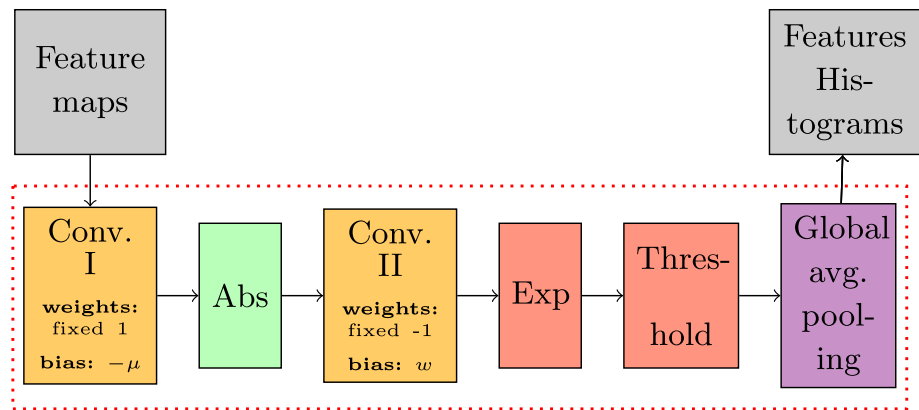 Feature
maps
Features
His-
tograms
Conv.
I
weights:
fixed 1
bias: −μ
Abs
Conv.
II
weights:
fixed -1
bias: w
Exp
Thres-
hold
Global
avg.
pool-
ing